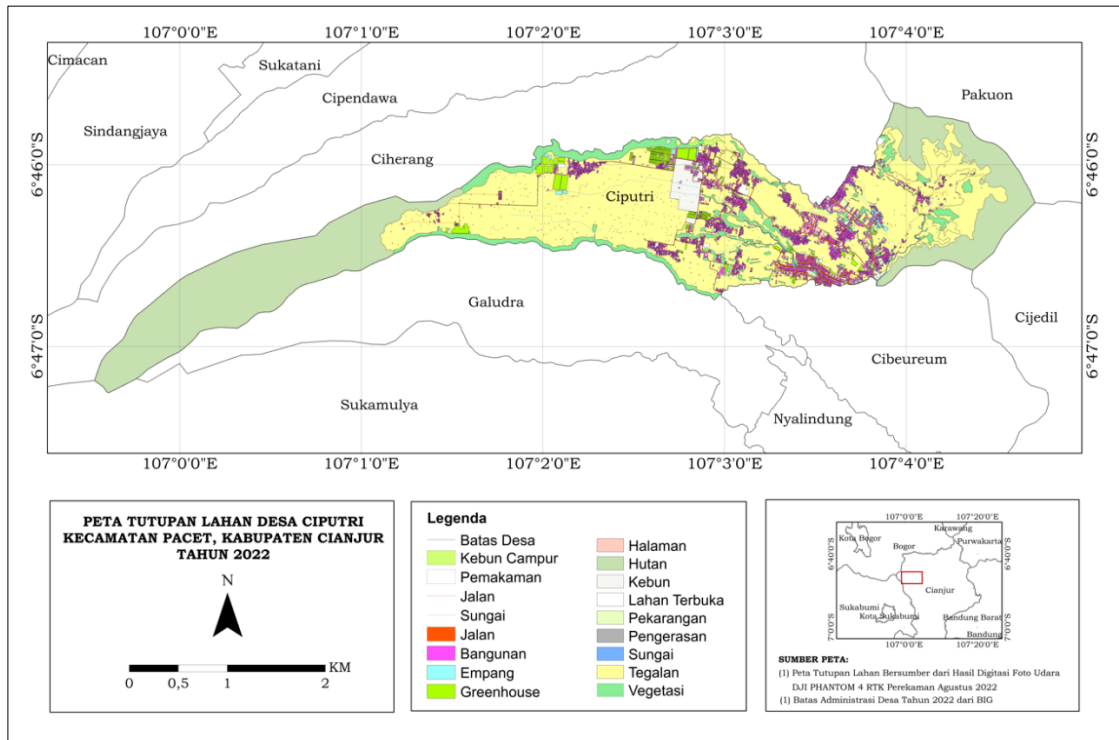 107°0'0"E 107°1'0"E 107°2'0"E 107°3'0"E 107°4'0"E
Cimacan
Sukatani
Cipendawa
Pakuon
Sindangjaya
Ciherang
6°46'0"S
6°46'0"S
Ciputri
Galudra
Cijedil
6°47'0"S
6°47'0"S
Cibeureum
Sukamulya
Nyalindung
107°0'0"E 107°1'0"E 107°2'0"E 107°3'0"E 107°4'0"E
PETA TUTUPAN LAHAN DESA CIPUTRI
KECAMATAN PACET, KABUPATEN CIANJUR
TAHUN 2022
N
KM
0 0,5 1 2
Legenda
Batas Desa
Kebun Campur
Pemakaman
Jalan
Sungai
Jalan
Bangunan
Empang
Greenhouse
Halaman
Hutan
Kebun
Lahan Terbuka
Pekarangan
Pengerasan
Sungai
Tegalan
Vegetasi
107°0'0"E 107°20'0"E
Karawang
Kota Bogor
Bogor
Purwakarta
6°40'0"S
6°40'0"S
Cianjur
Sukabumi
Kota Sukabumi
Bandung Barat
7°0'0"S
7°0'0"S
Bandung
107°0'0"E 107°20'0"E
SUMBER PETA:
(1) Peta Tutupan Lahan Bersumber dari Hasil Digitasi Foto Udara
DJI PHANTOM 4 RTK Perekaman Agustus 2022
(1) Batas Administrasi Desa Tahun 2022 dari BIG